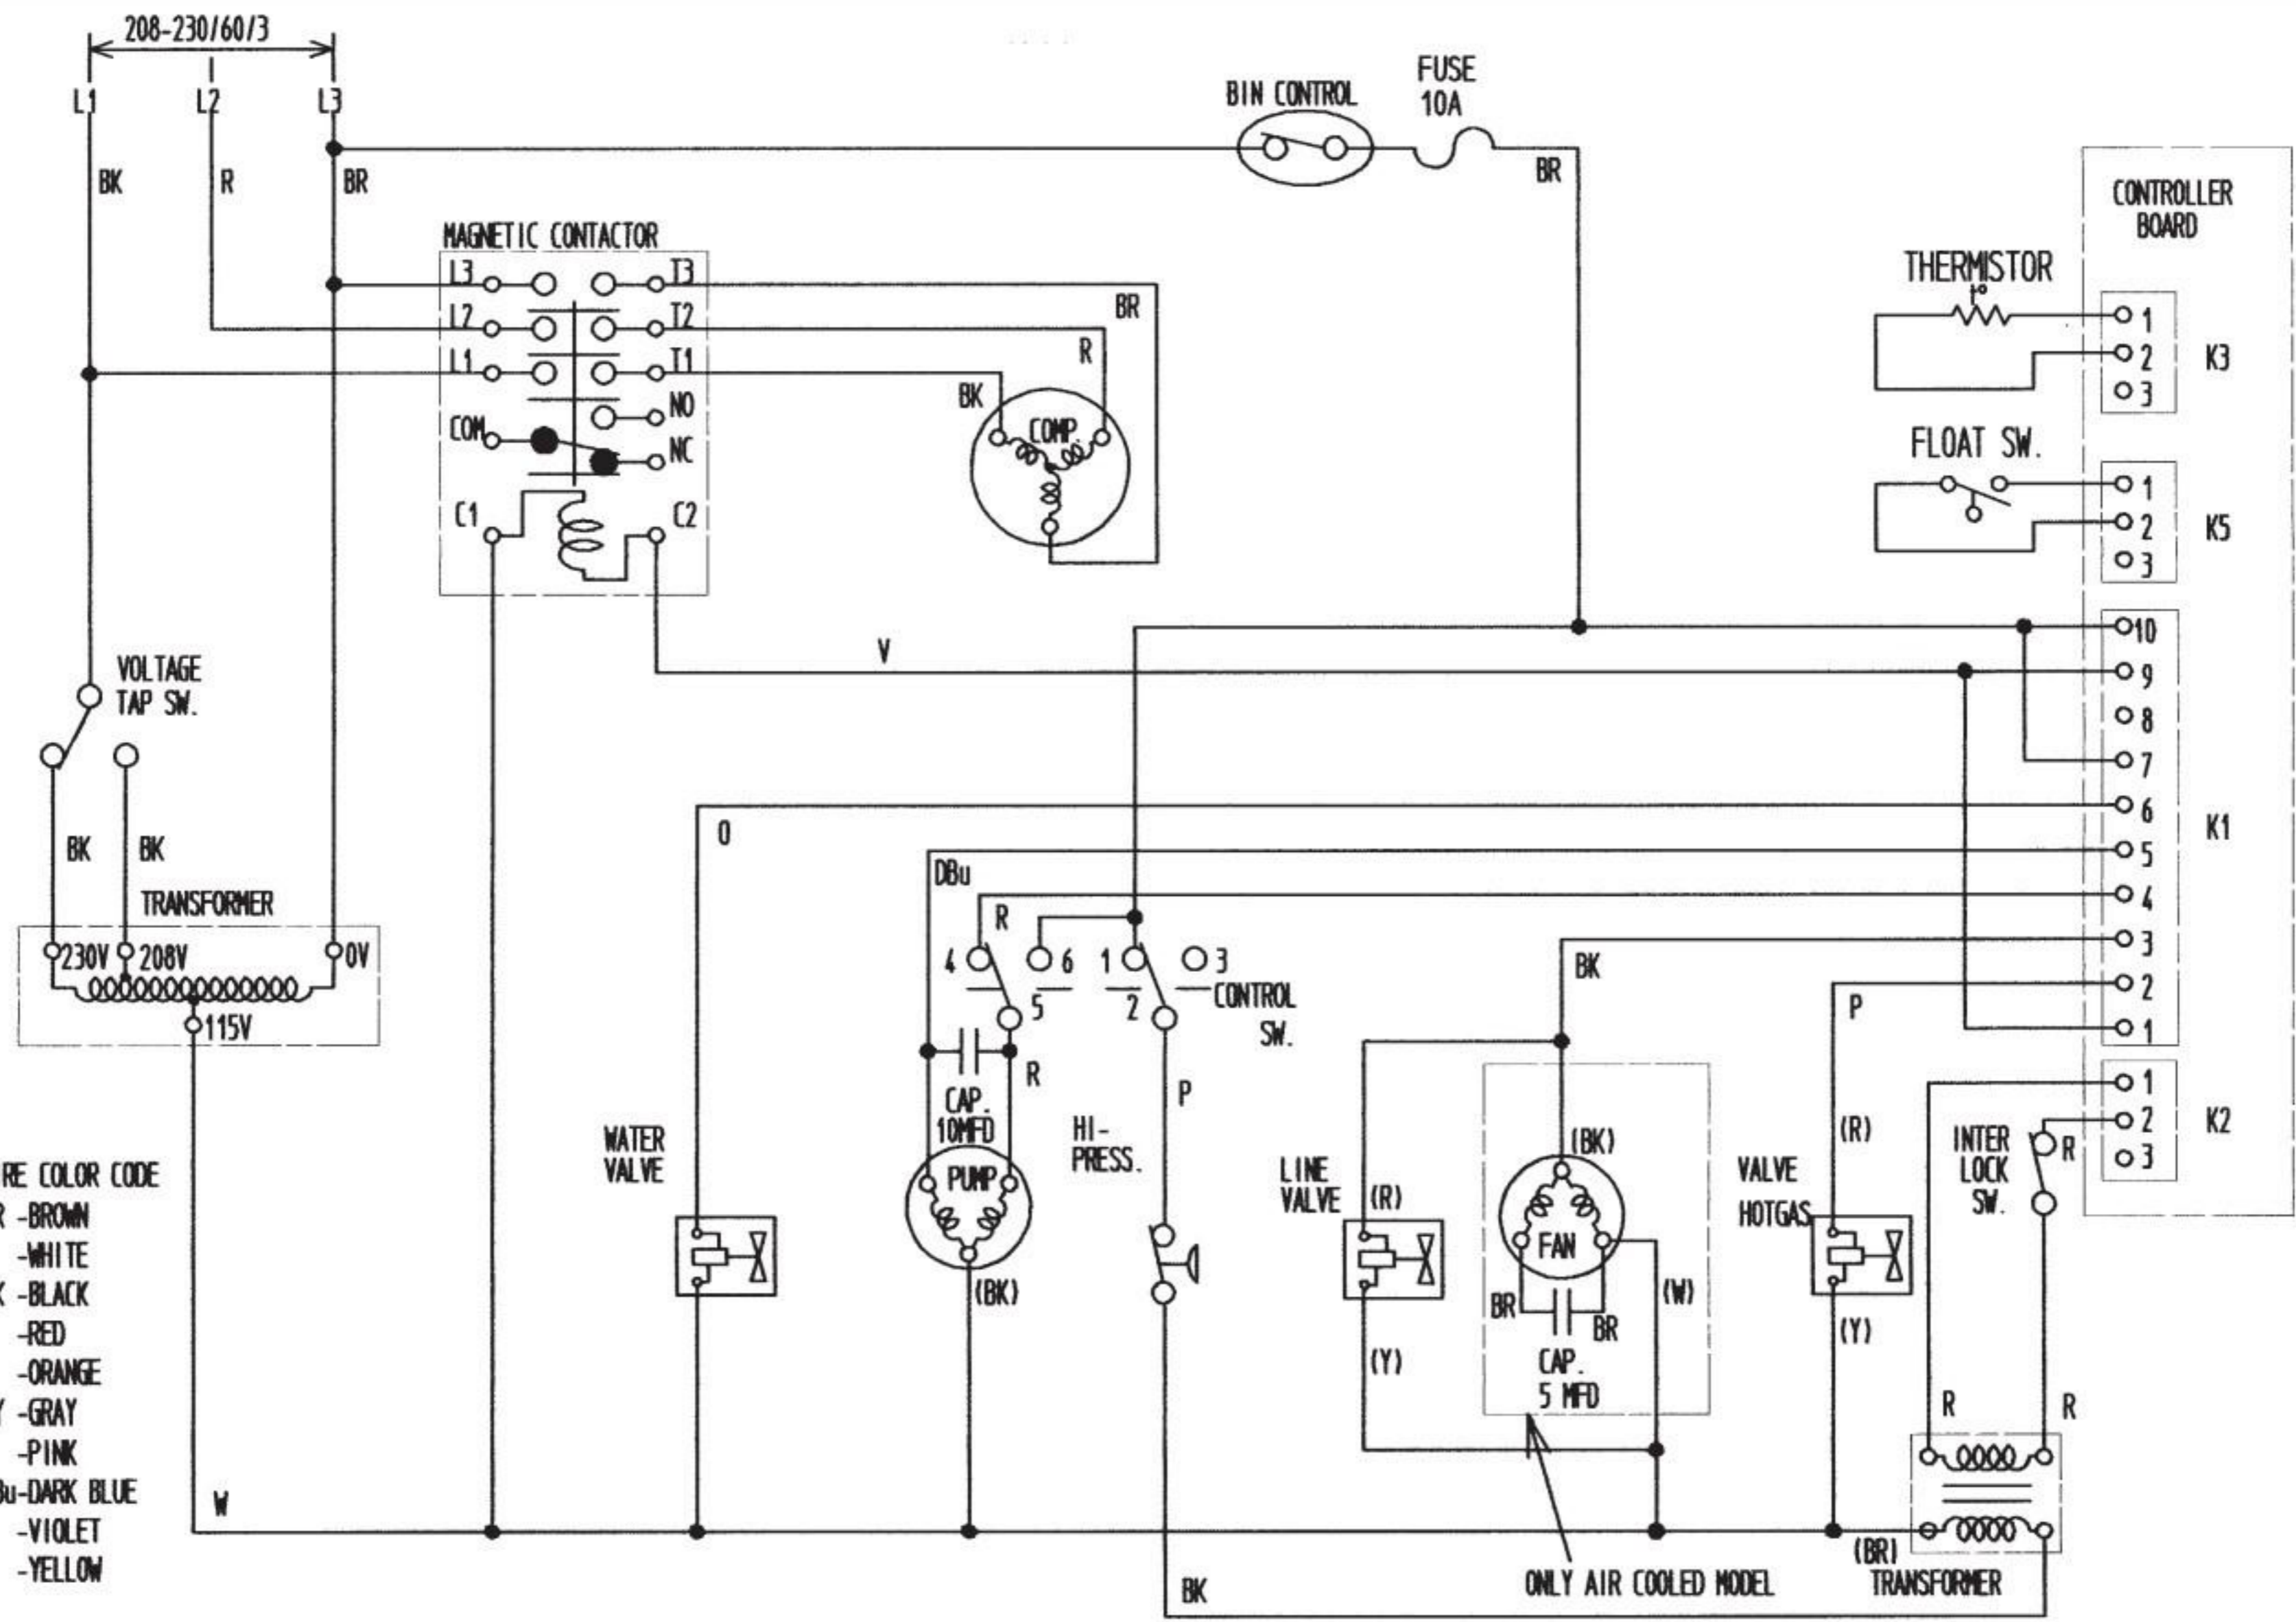 208-230/60/3
L1
L2
L3
BK
R
BR
BIN CONTROL
FUSE
10A
BR
CONTROLLER
BOARD
MAGNETIC CONTACTOR
L3
T3
L2
T2
L1
T1
NO
COM
NC
C1
C2
BR
R
BK
COMP.
THERMISTOR
t°
1
2
3
K3
FLOAT SW.
1
2
3
K5
V
10
9
8
7
6
5
4
3
2
1
K1
VOLTAGE
TAP SW.
BK
BK
TRANSFORMER
230V
208V
0V
115V
O
DBu
R
4
6
1
3
5
2
CONTROL
SW.
BK
P
CAP.
10MFD
R
P
WATER
VALVE
PUMP
HI-
PRESS.
(BK)
LINE
VALVE
(R)
(Y)
(BK)
FAN
BR
BR
(W)
CAP.
5 MFD
VALVE
HOTGAS
(R)
(Y)
INTER
LOCK
SW.
R
1
2
3
K2
R
R
RE COLOR CODE
R -BROWN
-WHITE
K -BLACK
-RED
-ORANGE
Y -GRAY
-PINK
Bu-DARK BLUE
-VIOLET
-YELLOW
W
BK
ONLY AIR COOLED MODEL
(BR)
TRANSFORMER